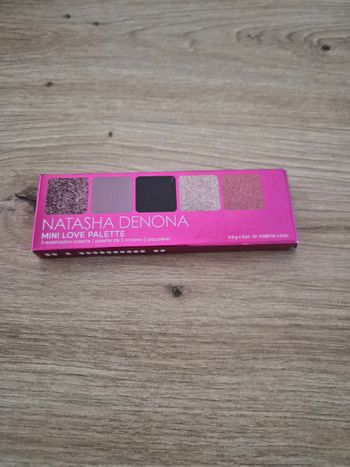 NATASHA DENONA
MINI LOVE PALETTE
5 eyeshadow palette / palette de 5 ombres à paupières